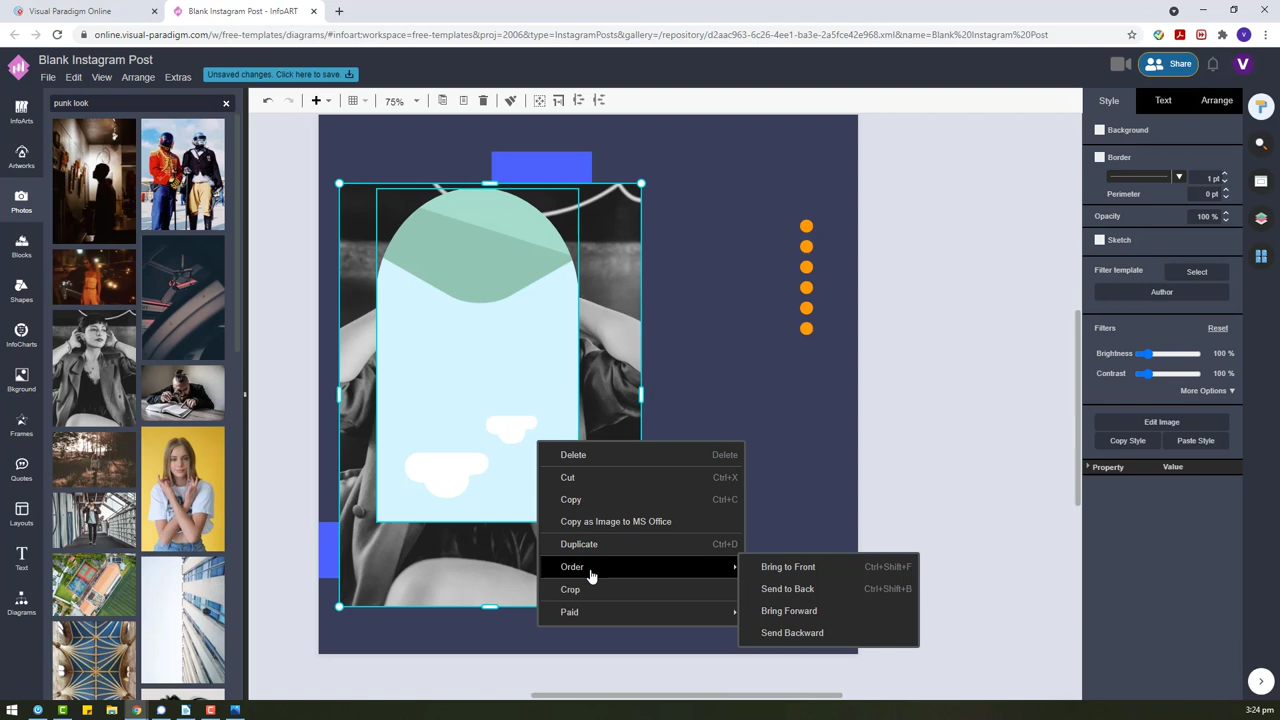 Visual Paradigm Online
Blank Instagram Post - InfoART
online.visual-paradigm.com/w/free-templates/diagrams/#infoart:workspace=free-templates&proj=2006&type=InstagramPosts&gallery=/repository/d2aac963-6c26-4ee1-ba3e-2a5fce42e968.xml&name=Blank%20Instagram%20Post
Blank Instagram Post
File Edit View Arrange Extras
Unsaved changes. Click here to save.
Share
V
punk look
75%
InfoArts
Artworks
Photos
Blocks
Shapes
InfoCharts
Bkground
Frames
Quotes
Layouts
Text
Diagrams
Delete Delete
Cut Ctrl+X
Copy Ctrl+C
Copy as Image to MS Office
Duplicate Ctrl+D
Order
Crop
Paid
Bring to Front Ctrl+Shift+F
Send to Back Ctrl+Shift+B
Bring Forward
Send Backward
Style Text Arrange
Background
Border
1 pt
Perimeter 0 pt
Opacity 100 %
Sketch
Filter template Select
Author
Filters Reset
Brightness 100 %
Contrast 100 %
More Options
Edit Image
Copy Style Paste Style
Property Value
3:24 pm